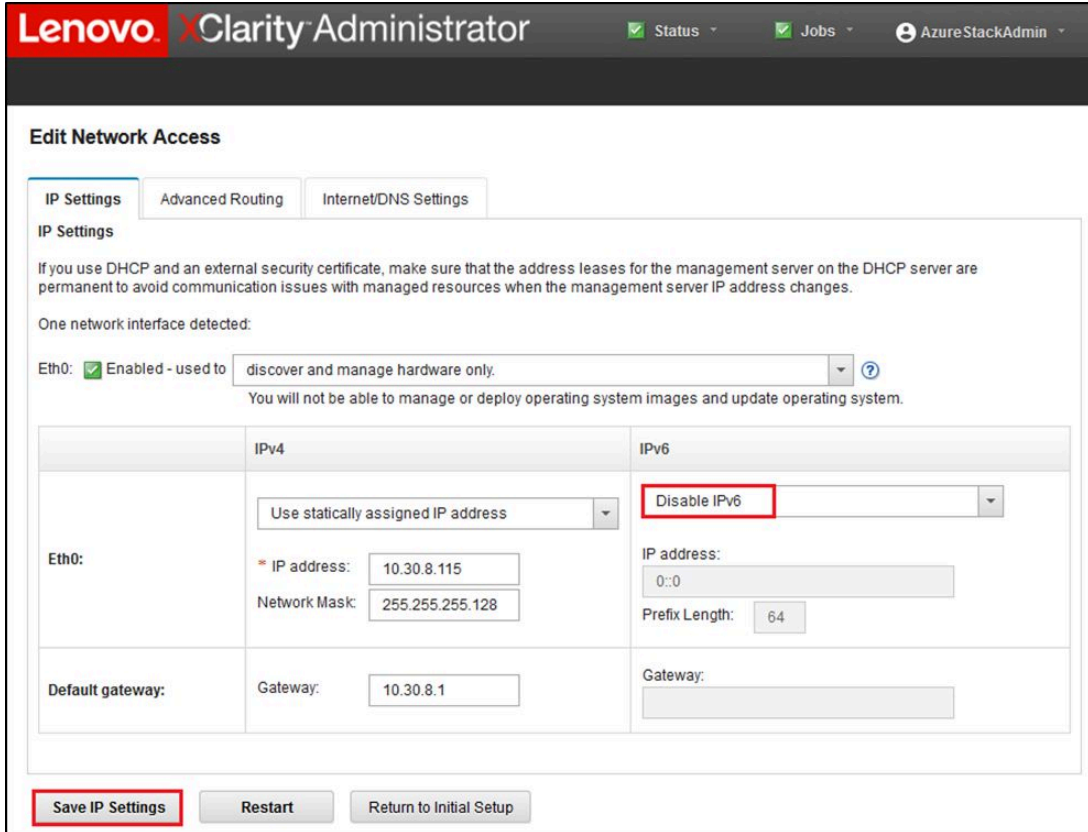 Lenovo. XClarity Administrator Status Jobs AzureStackAdmin
Edit Network Access
IP Settings Advanced Routing Internet/DNS Settings
IP Settings
If you use DHCP and an external security certificate, make sure that the address leases for the management server on the DHCP server are
permanent to avoid communication issues with managed resources when the management server IP address changes.
One network interface detected:
Eth0: Enabled - used to discover and manage hardware only. ?
You will not be able to manage or deploy operating system images and update operating system.
IPv4 IPv6
Use statically assigned IP address Disable IPv6
Eth0:
* IP address: 10.30.8.115 IP address:
0::0
Network Mask: 255.255.255.128 Prefix Length: 64
Default gateway: Gateway: 10.30.8.1 Gateway:
Save IP Settings Restart Return to Initial Setup